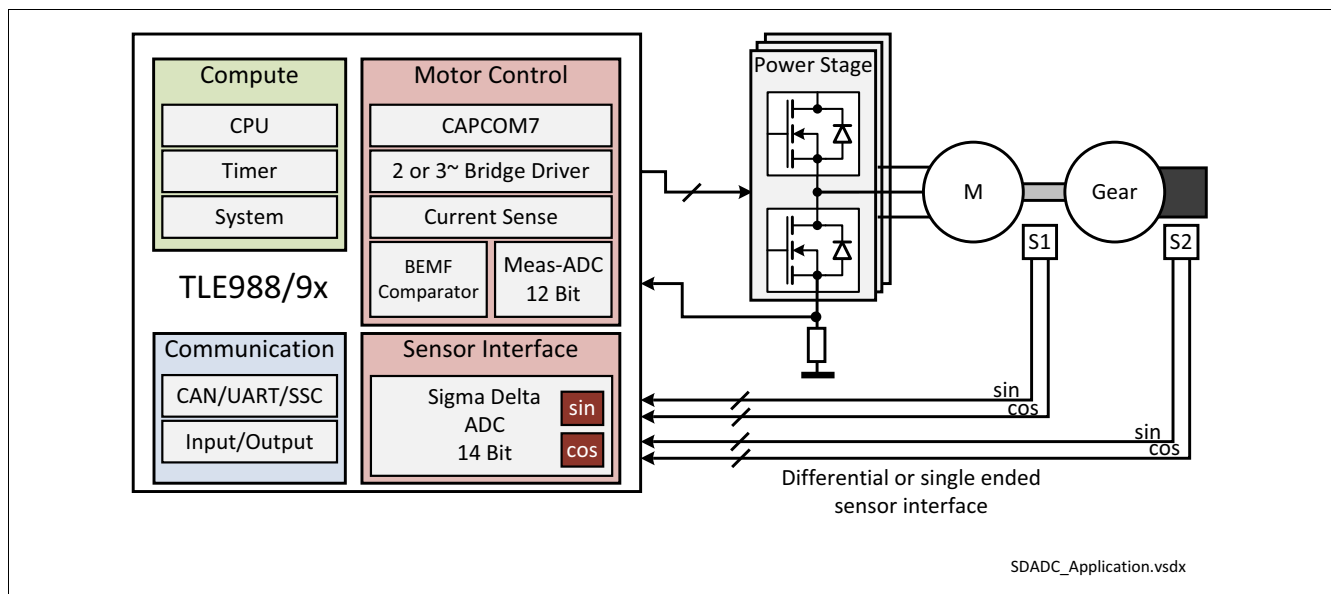 Compute
CPU
Timer
System
Motor Control
CAPCOM7
2 or 3~ Bridge Driver
Current Sense
BEMF
Comparator
Meas-ADC
12 Bit
TLE988/9x
Communication
CAN/UART/SSC
Input/Output
Sensor Interface
Sigma Delta
ADC
14 Bit
sin
cos
Power Stage
M
Gear
S1
S2
sin
cos
sin
cos
Differential or single ended
sensor interface
SDADC_Application.vsdx